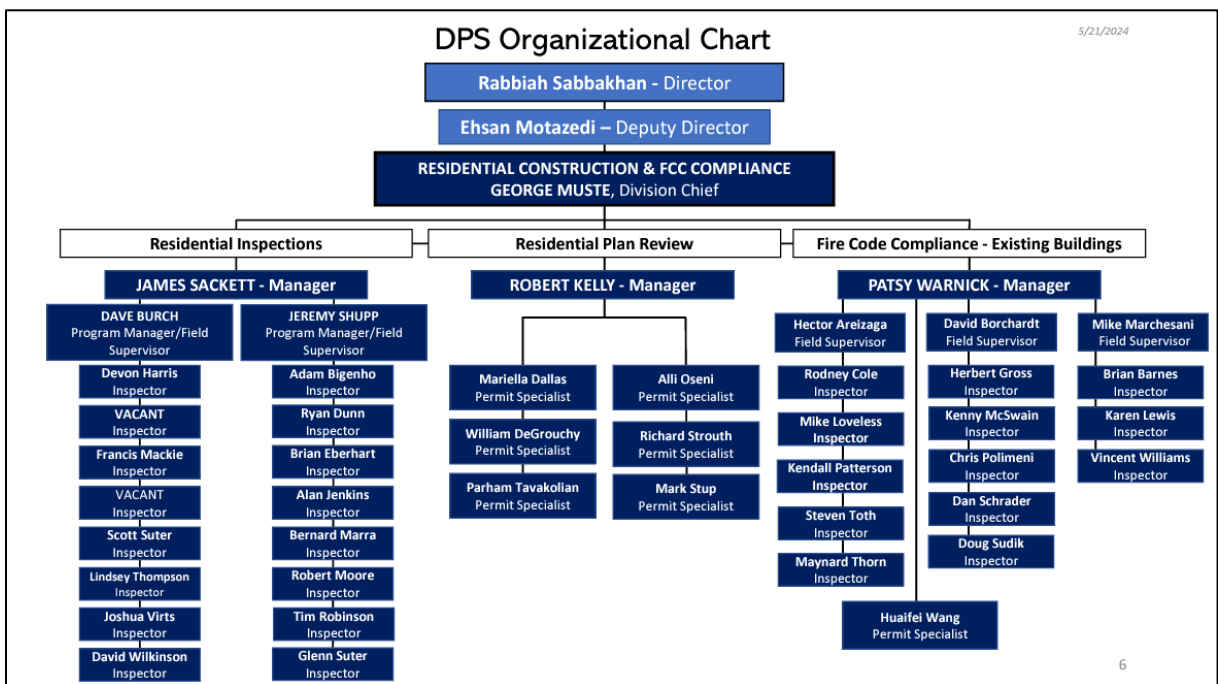 DPS Organizational Chart
5/21/2024
Rabbiah Sabbakhan - Director
Ehsan Motazedi – Deputy Director
RESIDENTIAL CONSTRUCTION & FCC COMPLIANCE
GEORGE MUSTE, Division Chief
Residential Inspections
Residential Plan Review
Fire Code Compliance - Existing Buildings
JAMES SACKETT - Manager
DAVE BURCH
Program Manager/Field
Supervisor
Devon Harris
Inspector
VACANT
Inspector
Francis Mackie
Inspector
VACANT
Inspector
Scott Suter
Inspector
Lindsey Thompson
Inspector
Joshua Virts
Inspector
David Wilkinson
Inspector
JEREMY SHUPP
Program Manager/Field
Supervisor
Adam Bigenho
Inspector
Ryan Dunn
Inspector
Brian Eberhart
Inspector
Alan Jenkins
Inspector
Bernard Marra
Inspector
Robert Moore
Inspector
Tim Robinson
Inspector
Glenn Suter
Inspector
ROBERT KELLY - Manager
Mariella Dallas
Permit Specialist
William DeGrouchy
Permit Specialist
Parham Tavakolian
Permit Specialist
Alli Oseni
Permit Specialist
Richard Strouth
Permit Specialist
Mark Stup
Permit Specialist
PATSY WARNICK - Manager
Hector Areizaga
Field Supervisor
Rodney Cole
Inspector
Mike Loveless
Inspector
Kendall Patterson
Inspector
Steven Toth
Inspector
Maynard Thorn
Inspector
David Borchardt
Field Supervisor
Herbert Gross
Inspector
Kenny McSwain
Inspector
Chris Polimeni
Inspector
Dan Schrader
Inspector
Doug Sudik
Inspector
Mike Marchesani
Field Supervisor
Brian Barnes
Inspector
Karen Lewis
Inspector
Vincent Williams
Inspector
Huaifei Wang
Permit Specialist
6